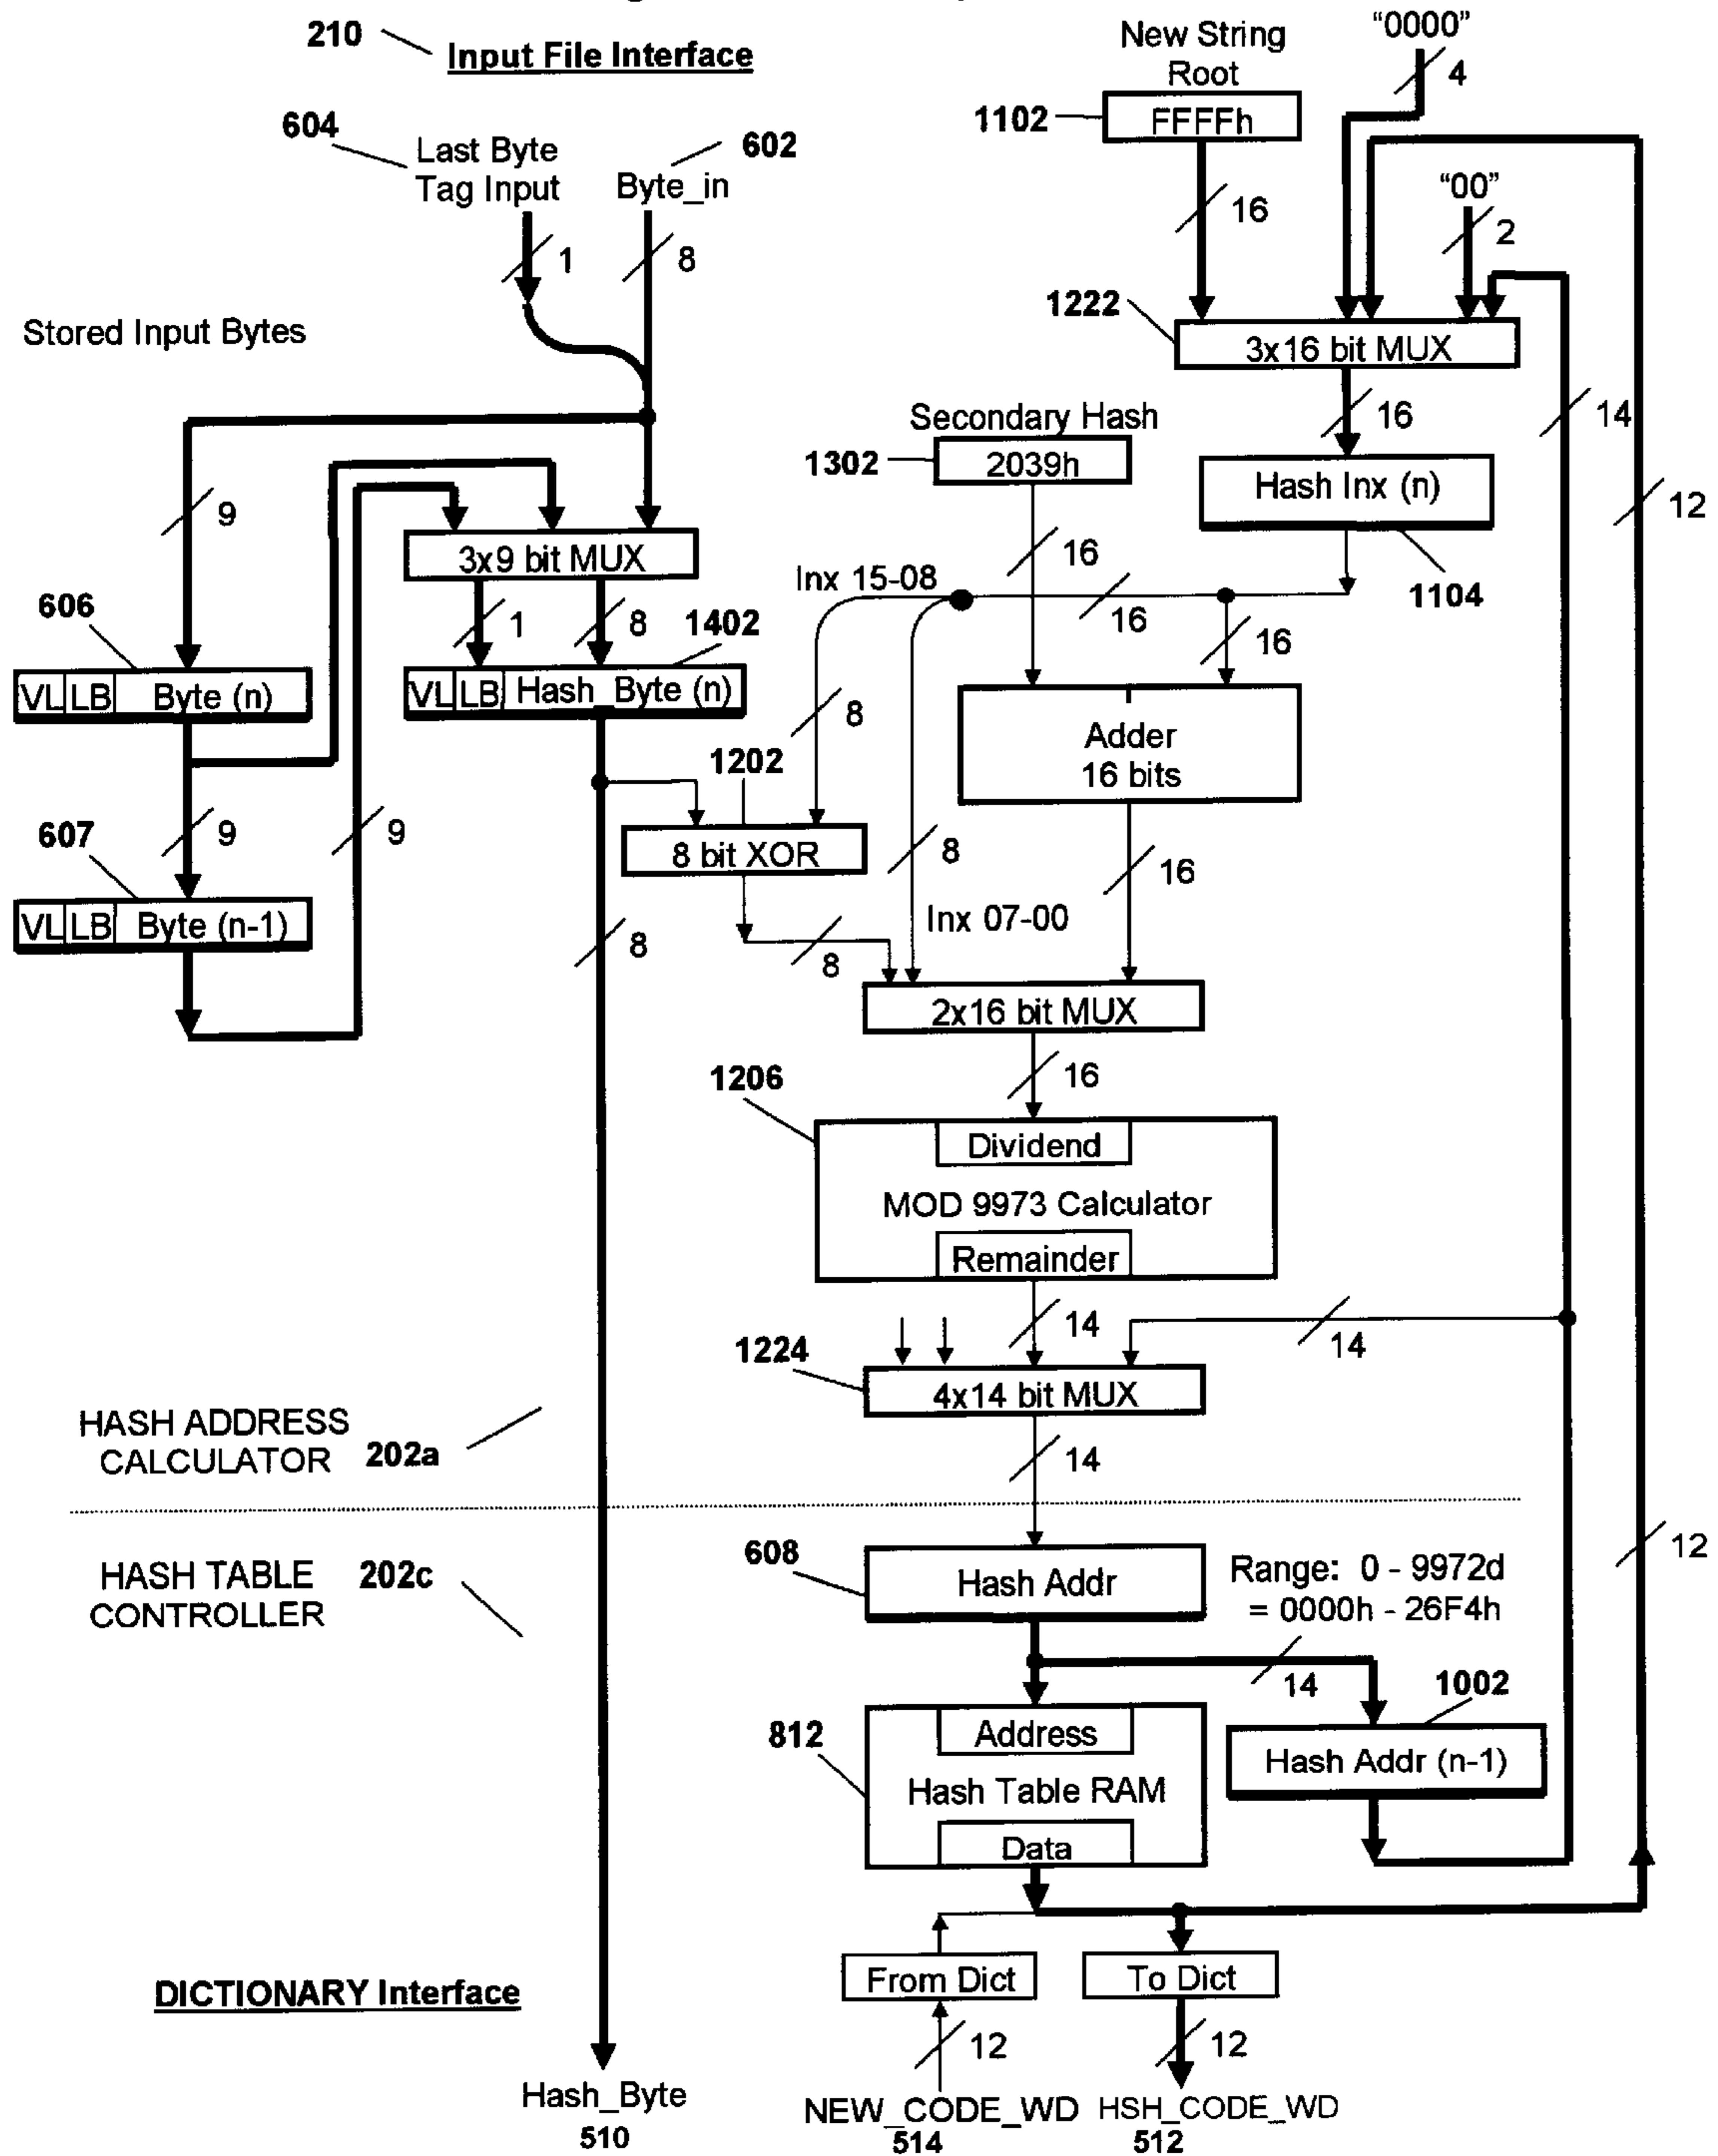 210
Input File Interface
604
Last Byte
Tag Input
602
Byte_in
1
8
Stored Input Bytes
New String
Root
1102
FFFFh
16
"0000"
4
"00"
2
1222
3x16 bit MUX
16
14
12
Secondary Hash
1302
2039h
16
Hash Inx (n)
1104
9
3x9 bit MUX
1
8
Inx 15-08
16
16
606
VL LB Byte (n)
1402
VL LB Hash_Byte (n)
8
Adder
16 bits
1202
8 bit XOR
8
16
607
9
9
VL LB Byte (n-1)
8
Inx 07-00
8
2x16 bit MUX
16
1206
Dividend
MOD 9973 Calculator
Remainder
14
14
1224
4x14 bit MUX
14
HASH ADDRESS
CALCULATOR 202a
HASH TABLE
CONTROLLER
202c
608
Hash Addr
Range: 0 - 9972d
= 0000h - 26F4h
12
14
1002
812
Address
Hash Table RAM
Data
Hash Addr (n-1)
From Dict
To Dict
DICTIONARY Interface
12
12
Hash_Byte
510
NEW_CODE_WD
514
HSH_CODE_WD
512